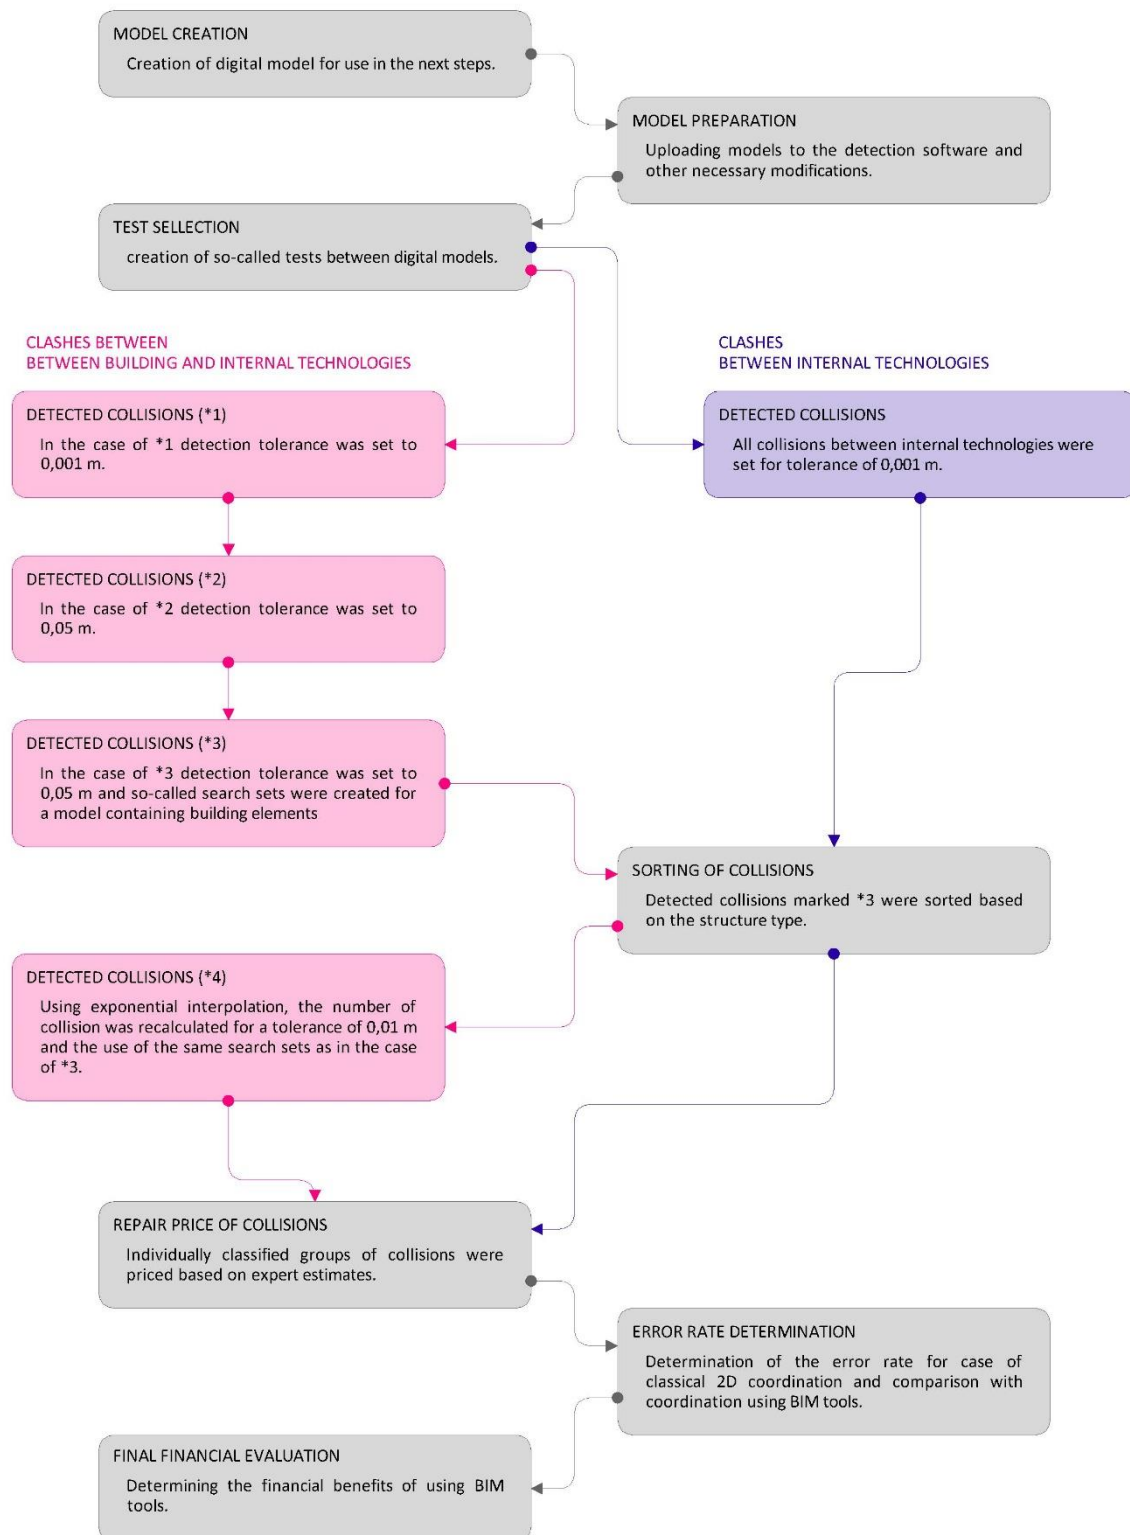 MODEL CREATION
Creation of digital model for use in the next steps.
MODEL PREPARATION
Uploading models to the detection software and
other necessary modifications.
TEST SELLECTION
creation of so-called tests between digital models.
CLASHES BETWEEN
BETWEEN BUILDING AND INTERNAL TECHNOLOGIES
CLASHES
BETWEEN INTERNAL TECHNOLOGIES
DETECTED COLLISIONS (*1)
In the case of *1 detection tolerance was set to
0,001 m.
DETECTED COLLISIONS
All collisions between internal technologies were
set for tolerance of 0,001 m.
DETECTED COLLISIONS (*2)
In the case of *2 detection tolerance was set to
0,05 m.
DETECTED COLLISIONS (*3)
In the case of *3 detection tolerance was set to
0,05 m and so-called search sets were created for
a model containing building elements
SORTING OF COLLISIONS
Detected collisions marked *3 were sorted based
on the structure type.
DETECTED COLLISIONS (*4)
Using exponential interpolation, the number of
collision was recalculated for a tolerance of 0,01 m
and the use of the same search sets as in the case
of *3.
REPAIR PRICE OF COLLISIONS
Individually classified groups of collisions were
priced based on expert estimates.
ERROR RATE DETERMINATION
Determination of the error rate for case of
classical 2D coordination and comparison with
coordination using BIM tools.
FINAL FINANCIAL EVALUATION
Determining the financial benefits of using BIM
tools.